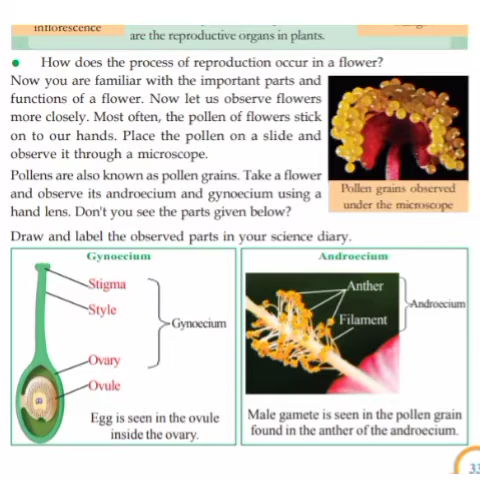 inflorescence
are the reproductive organs in plants.
• How does the process of reproduction occur in a flower?
Now you are familiar with the important parts and
functions of a flower. Now let us observe flowers
more closely. Most often, the pollen of flowers stick
on to our hands. Place the pollen on a slide and
observe it through a microscope.
Pollens are also known as pollen grains. Take a flower
and observe its androecium and gynoecium using a
hand lens. Don't you see the parts given below?
Pollen grains observed
under the microscope
Draw and label the observed parts in your science diary.
Gynoecium
Stigma
Style
Gynoecium
Ovary
Ovule
Egg is seen in the ovule
inside the ovary.
Androecium
Anther
Androecium
Filament
Male gamete is seen in the pollen grain
found in the anther of the androecium.